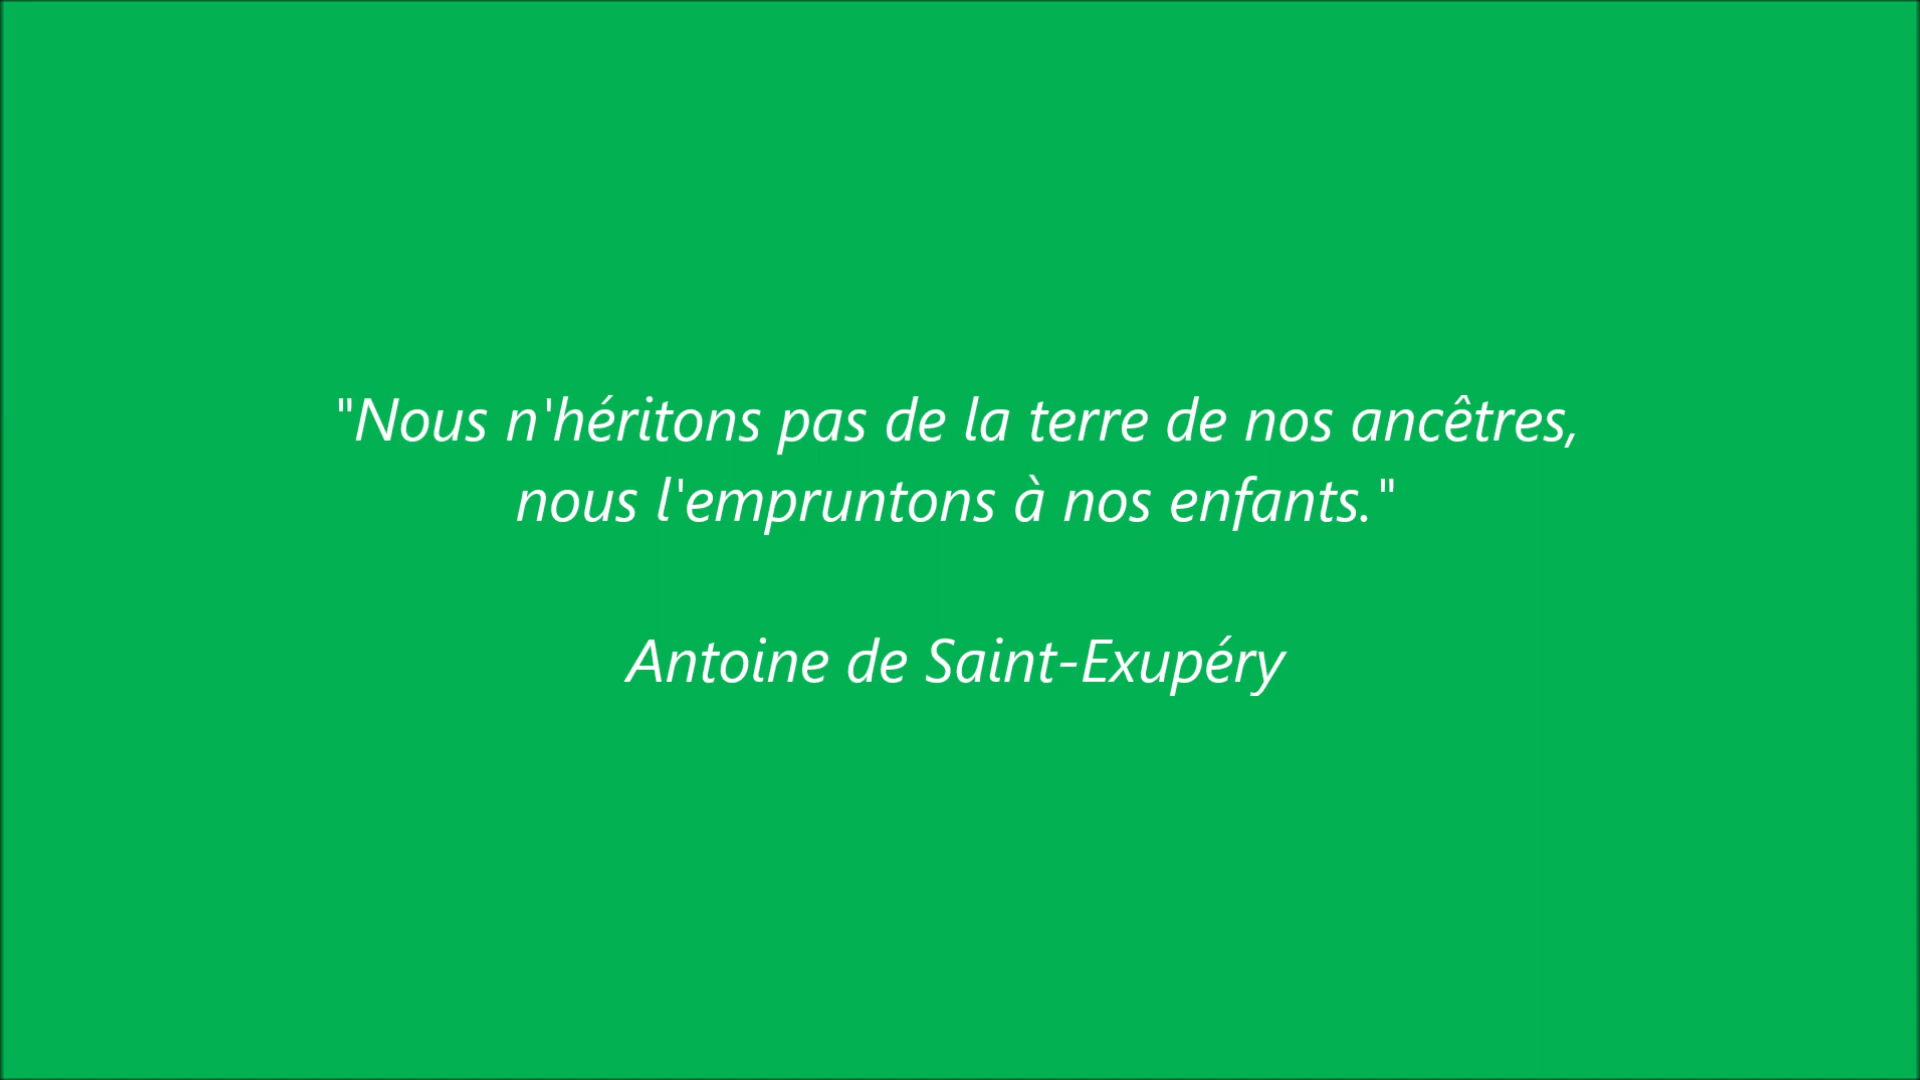 "Nous n'héritons pas de la terre de nos ancêtres,
nous l'empruntons à nos enfants."
Antoine de Saint-Exupéry